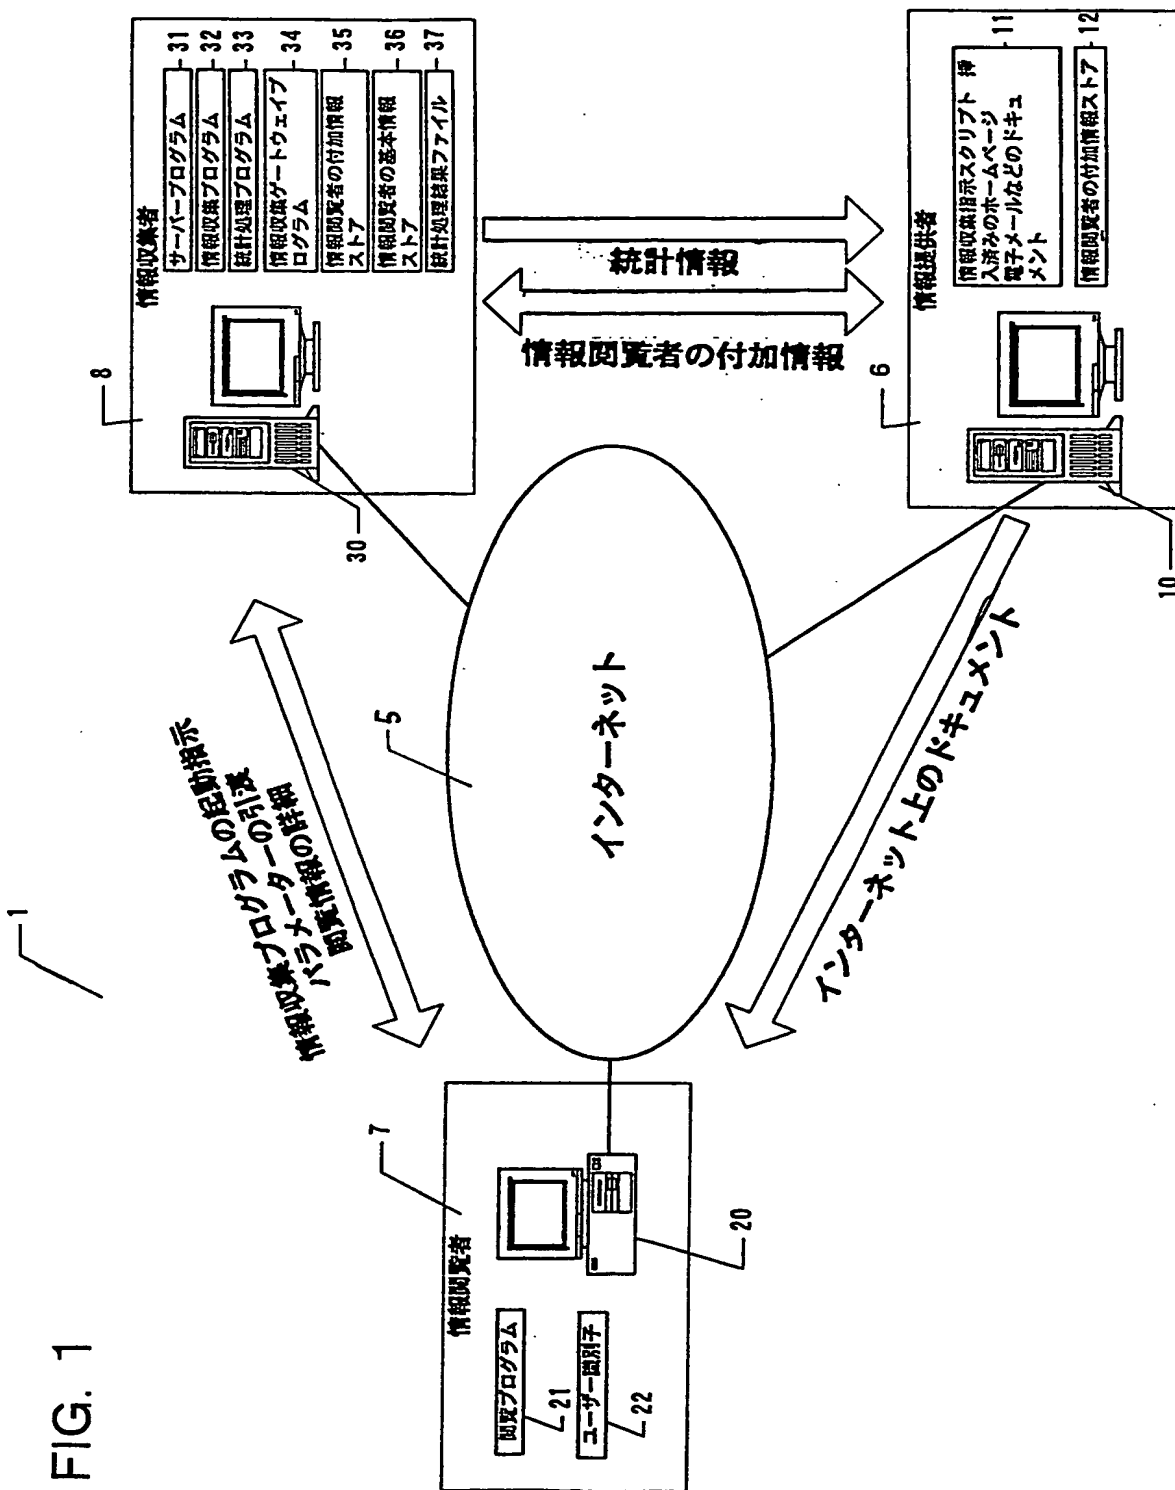 FIG. 1
1
情報閲覧者
7
閲覧プログラム
21
ユーザー識別子
22
20
情報収集プログラムの起動指示
パラメーターの引渡
閲覧情報の詳細
5
インターネット
インターネット上のドキュメント
8
情報収集者
30
サーバープログラム
31
情報収集プログラム
32
統計処理プログラム
33
情報収集ゲートウェイプ
ログラム
34
情報閲覧者の付加情報
ストア
35
情報閲覧者の基本情報
ストア
36
統計処理結果ファイル
37
統計情報
情報閲覧者の付加情報
6
情報提供者
10
情報収集指示スクリプト 挿
入済みのホームページ
電子メールなどのドキュ
メント
11
情報閲覧者の付加情報ストア
12